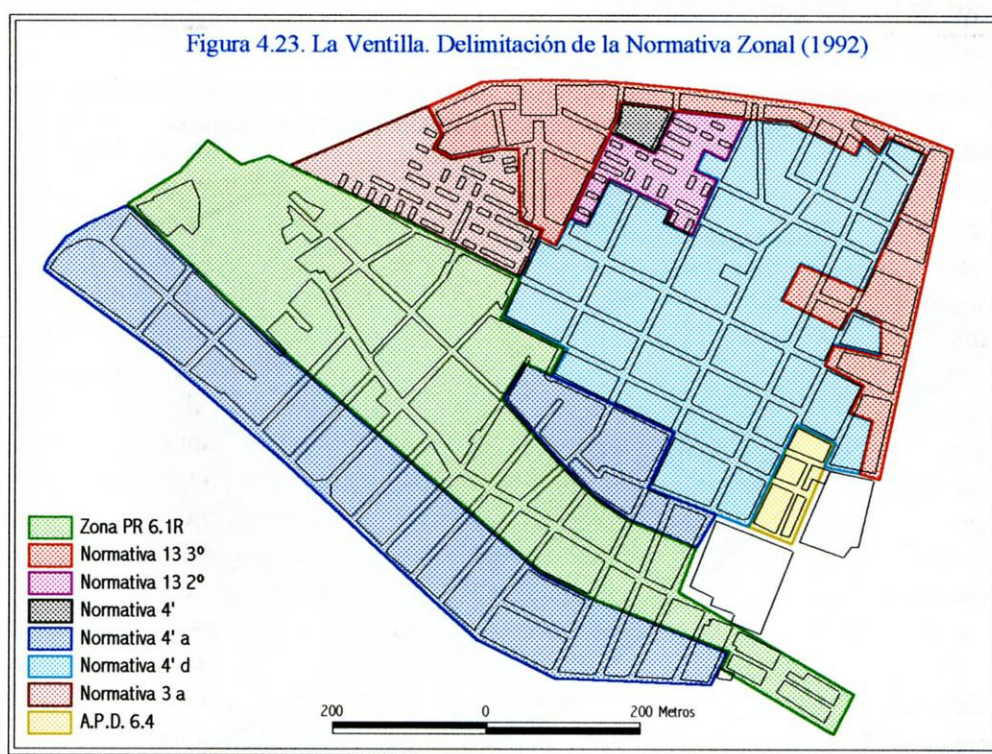 Figura 4.23. La Ventilla. Delimitación de la Normativa Zonal (1992)
Zona PR 6.1R
Normativa 13 3º
Normativa 13 2º
Normativa 4'
Normativa 4' a
Normativa 4' d
Normativa 3 a
A.P.D. 6.4
200 0 200 Metros